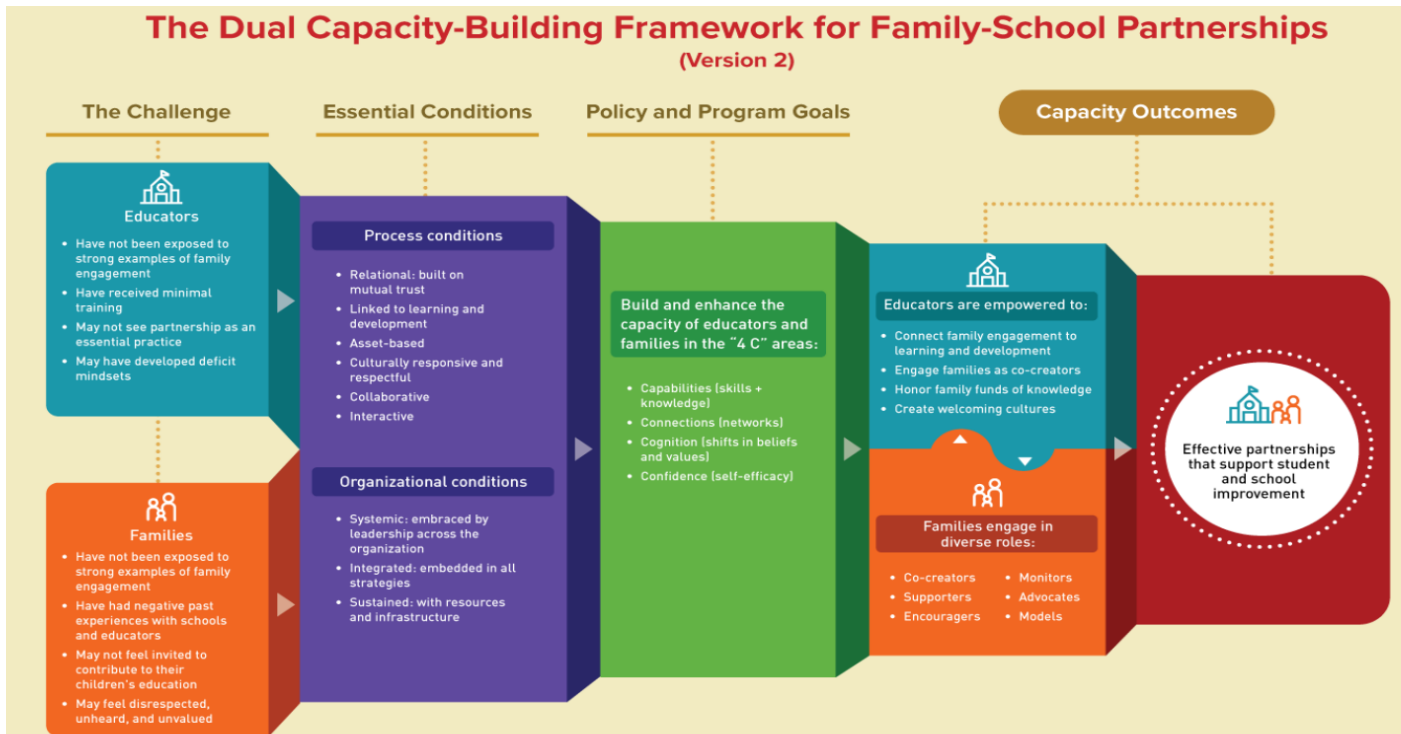 The Dual Capacity-Building Framework for Family-School Partnerships
(Version 2)
The Challenge
Educators
• Have not been exposed to
strong examples of family
engagement
• Have received minimal
training
• May not see partnership as an
essential practice
• May have developed deficit
mindsets
Families
• Have not been exposed to
strong examples of family
engagement
• Have had negative past
experiences with schools
and educators
• May not feel invited to
contribute to their
children's education
• May feel disrespected,
unheard, and unvalued
Essential Conditions
Process conditions
• Relational: built on
mutual trust
• Linked to learning and
development
• Asset-based
• Culturally responsive and
respectful
• Collaborative
• Interactive
Organizational conditions
• Systemic: embraced by
leadership across the
organization
• Integrated: embedded in all
strategies
• Sustained: with resources
and infrastructure
Policy and Program Goals
Build and enhance the
capacity of educators and
families in the "4 C" areas:
• Capabilities (skills +
knowledge)
• Connections (networks)
• Cognition (shifts in beliefs
and values)
• Confidence (self-efficacy)
Capacity Outcomes
Educators are empowered to:
• Connect family engagement to
learning and development
• Engage families as co-creators
• Honor family funds of knowledge
• Create welcoming cultures
Families engage in
diverse roles:
• Co-creators
• Supporters
• Encouragers
• Monitors
• Advocates
• Models
Effective partnerships
that support student
and school
improvement